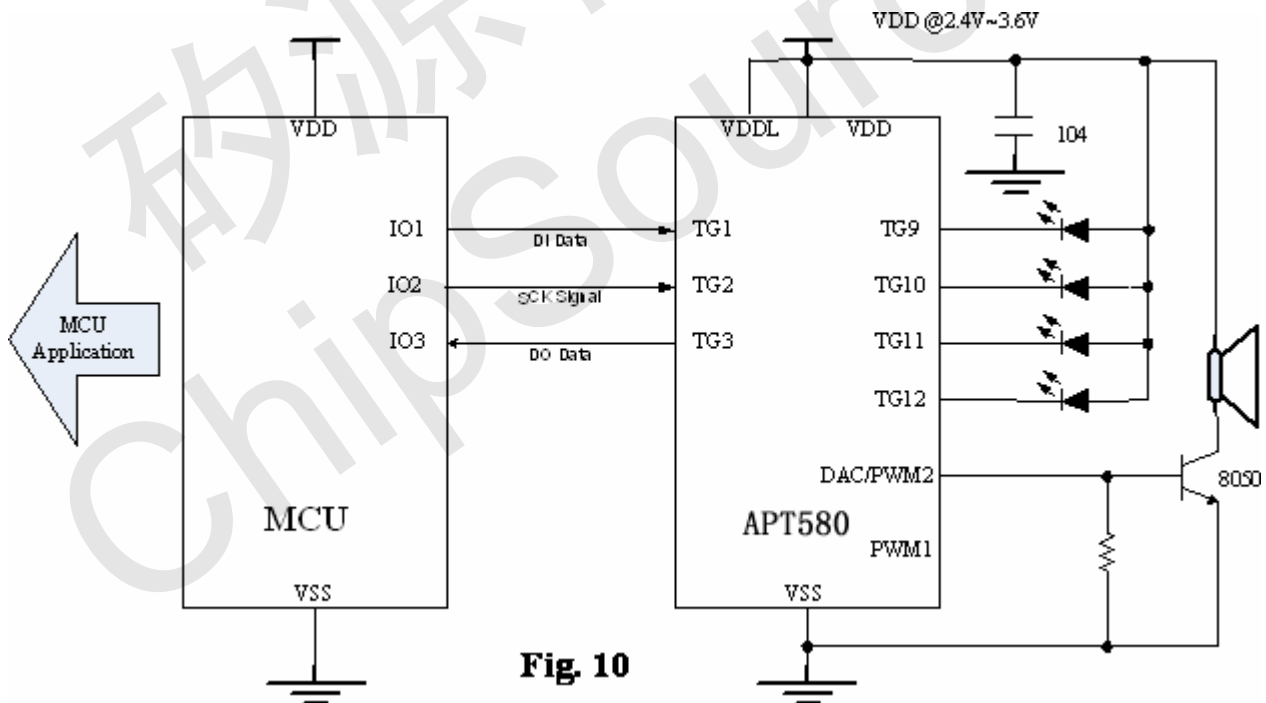 VDD @2.4V~3.6V
VDD
VDDL VDD
104
IO1 DI Data TG1 TG9
IO2 SCK Signal TG2 TG10
MCU
Application
IO3 DO Data TG3 TG11
TG12
DAC/PWM2
8050
MCU
APT580
PWM1
VSS
VSS
Fig. 10
矽源
ChipSourc